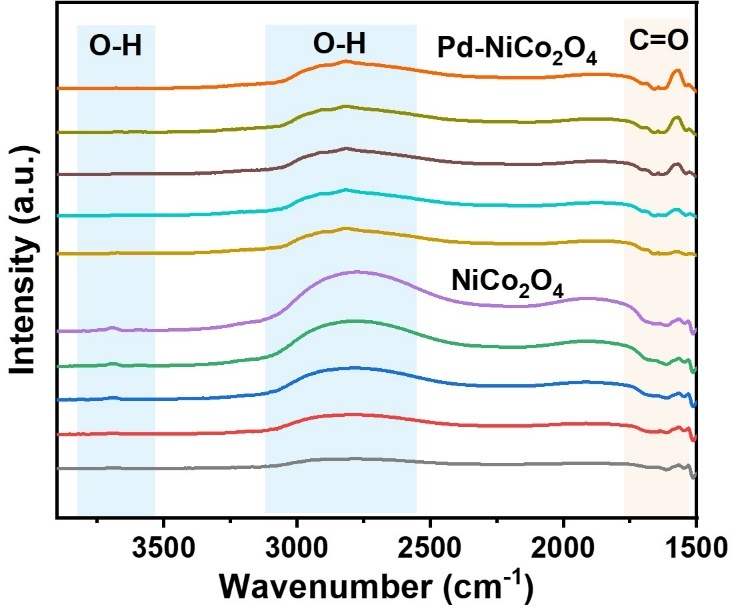 O-H
O-H
Pd-NiCo₂O₄
C=O
NiCo₂O₄
Intensity (a.u.)
3500
3000
2500
2000
1500
Wavenumber (cm⁻¹)